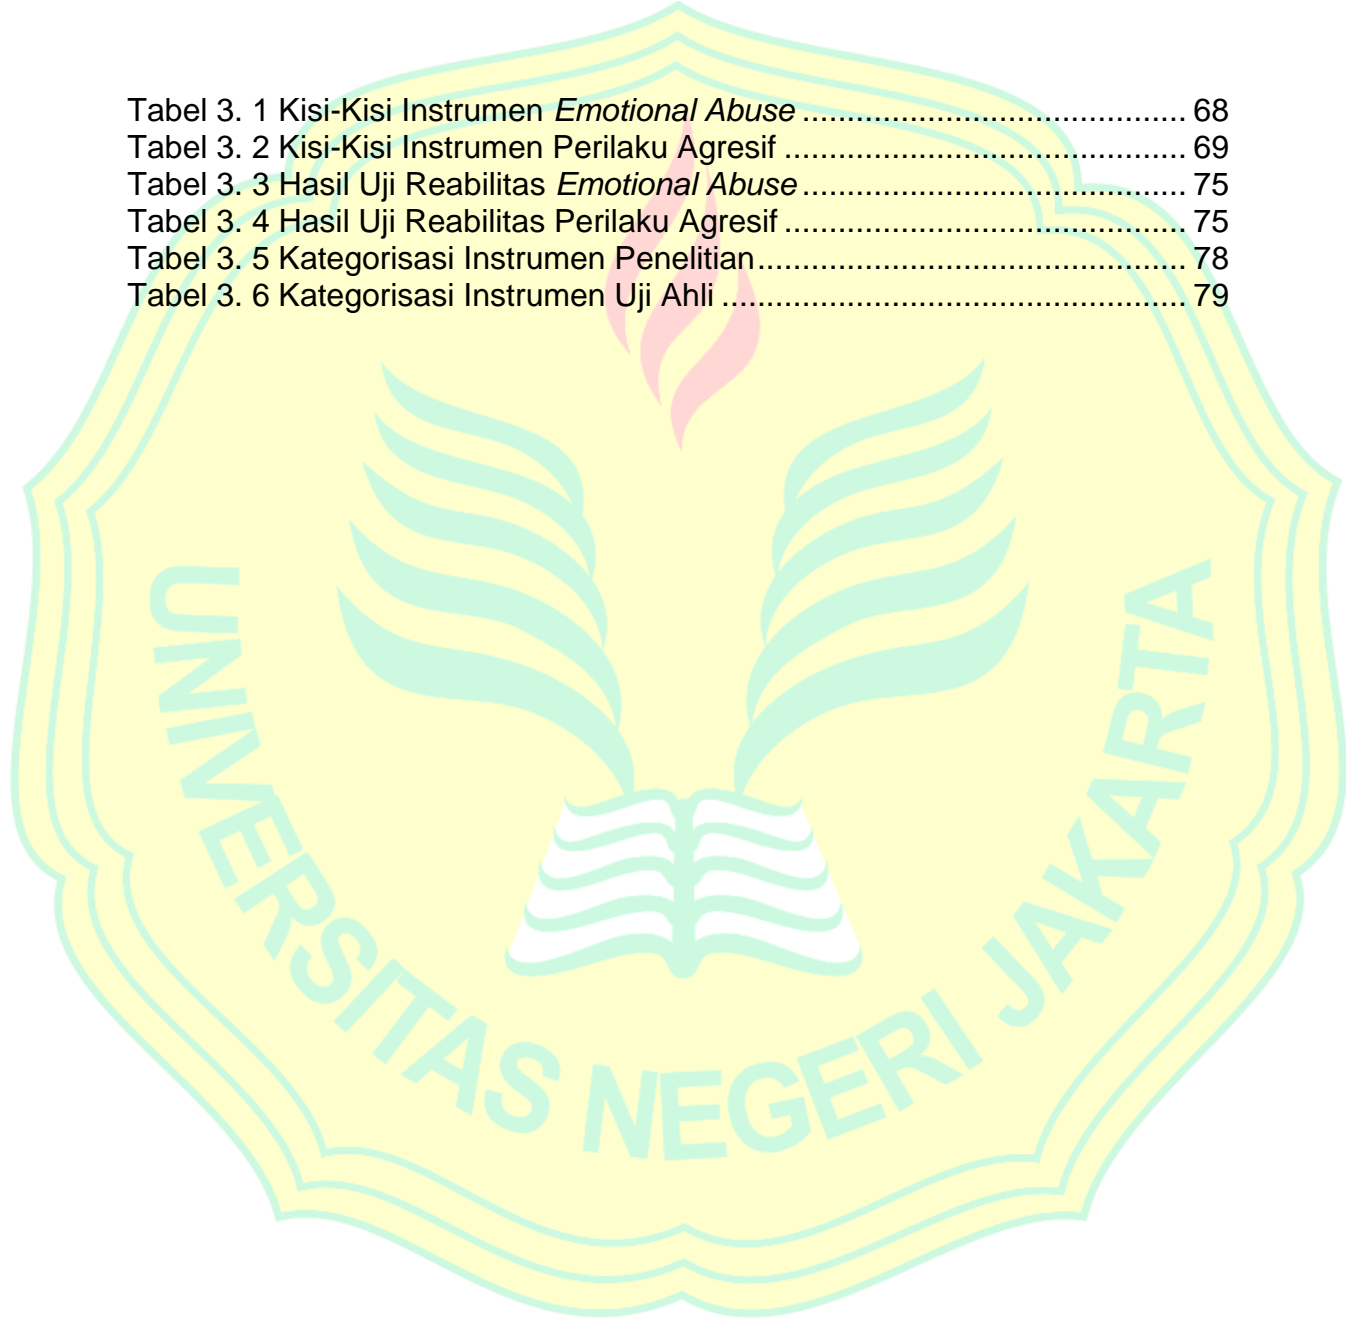 Tabel 3. 1 Kisi-Kisi Instrumen Emotional Abuse ........................................... 68
Tabel 3. 2 Kisi-Kisi Instrumen Perilaku Agresif ............................................. 69
Tabel 3. 3 Hasil Uji Reabilitas Emotional Abuse ........................................... 75
Tabel 3. 4 Hasil Uji Reabilitas Perilaku Agresif ............................................. 75
Tabel 3. 5 Kategorisasi Instrumen Penelitian................................................ 78
Tabel 3. 6 Kategorisasi Instrumen Uji Ahli .................................................... 79
UNIVERSITAS NEGERI JAKARTA